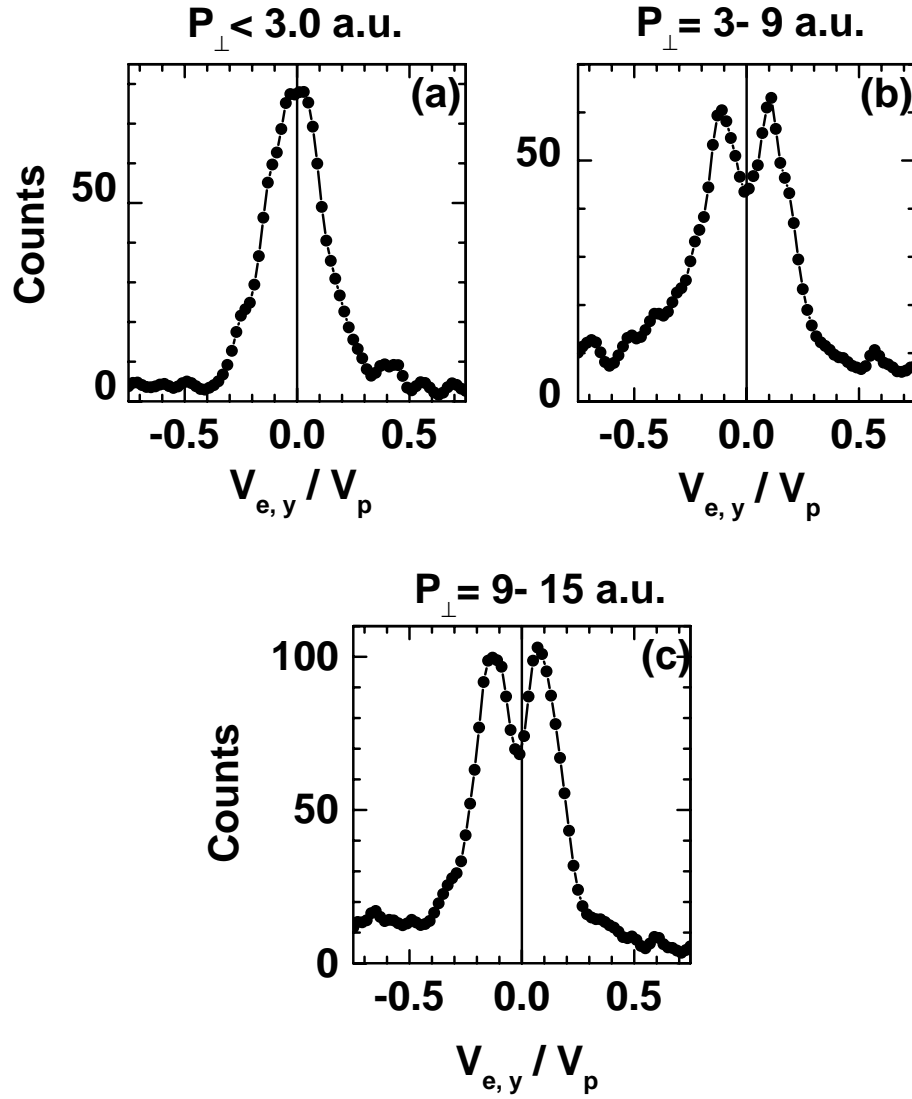 P⊥< 3.0 a.u.
P⊥= 3- 9 a.u.
(a)
(b)
Counts
50
0
50
0
-0.5 0.0 0.5
-0.5 0.0 0.5
Ve, y / Vp
Ve, y / Vp
P⊥= 9- 15 a.u.
(c)
Counts
100
50
0
-0.5 0.0 0.5
Ve, y / Vp